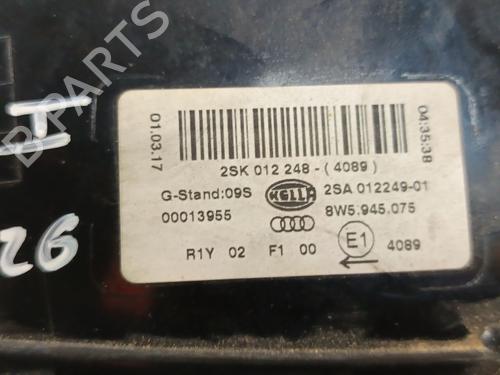 B PARTS
01.03.17
04:35:38
2SK 012 248-(4089)
G-Stand:09S HELLA 2SA 012249-01
00013955 8W5.945.075
R1Y 02 F1 00 E1 4089